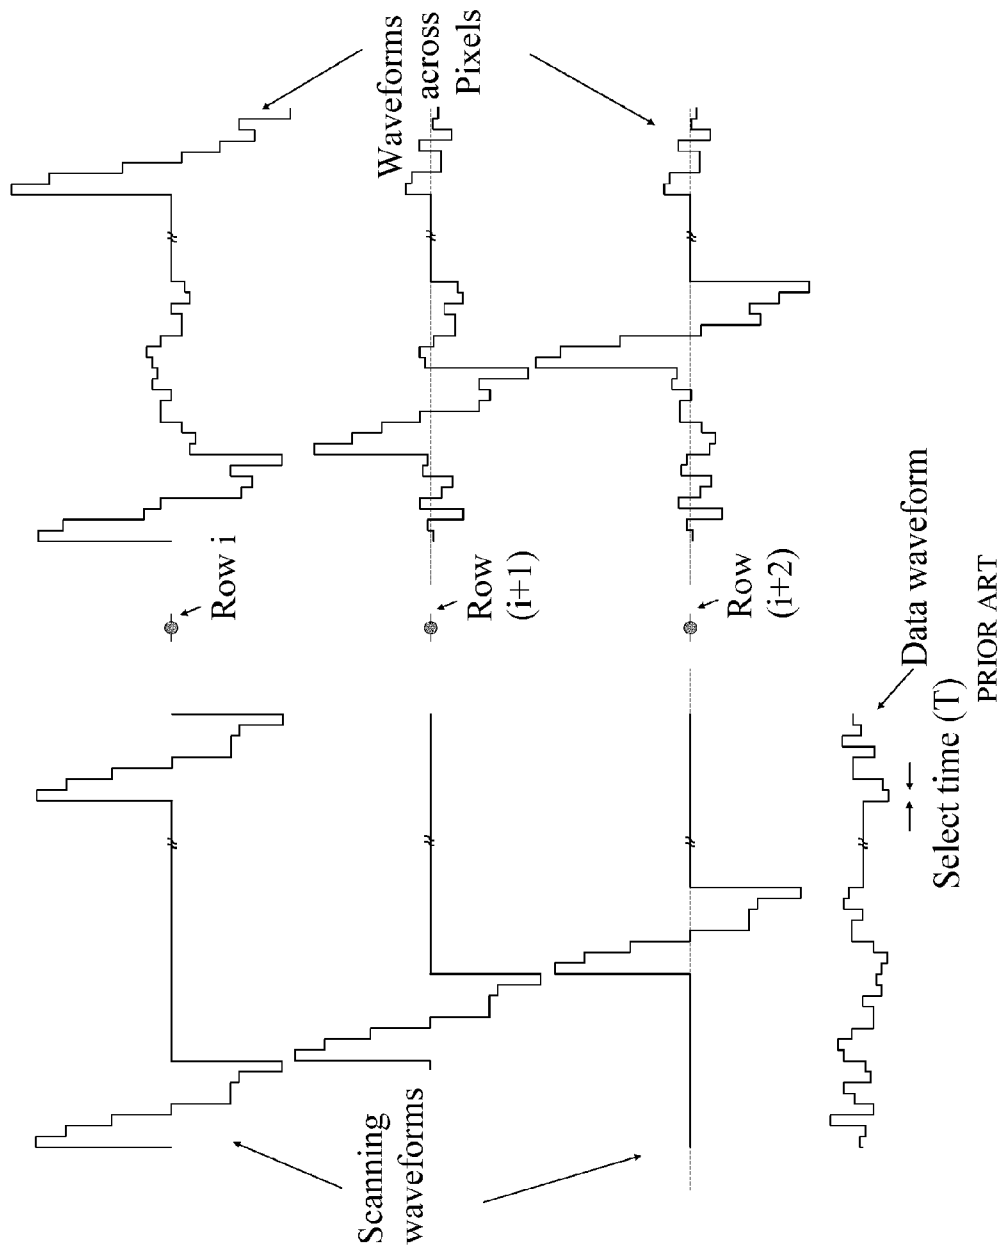 Waveforms
across
Pixels
Row i
Row
(i+1)
Row
(i+2)
Scanning
waveforms
Data waveform
Select time (T)
PRIOR ART